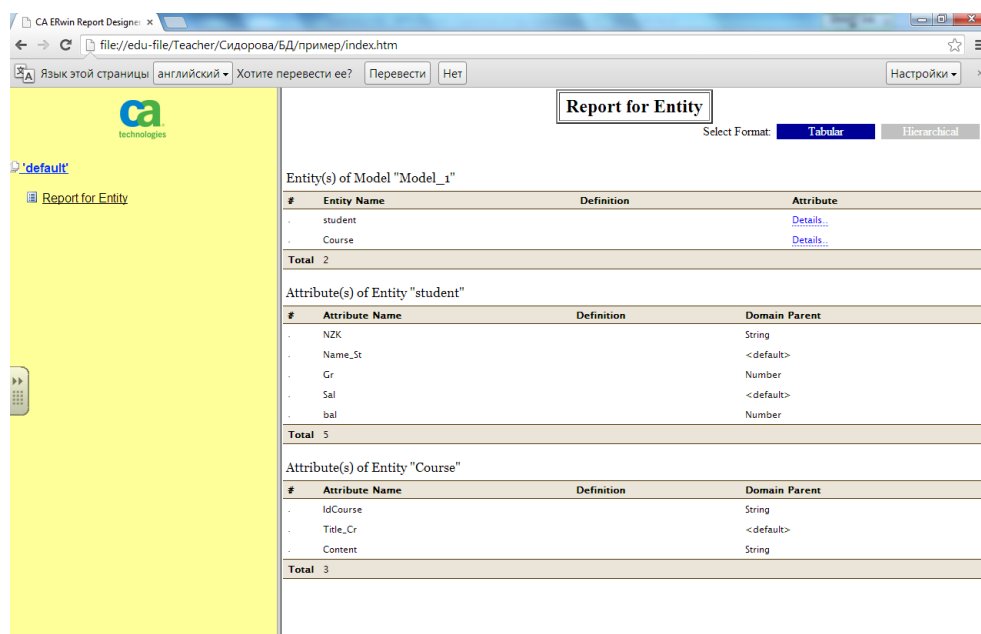 CA ERwin Report Designe
file://edu-file/Teacher/Сидорова/БД/пример/index.htm
Язык этой страницы английский Хотите перевести ее? Перевести Нет Настройки
ca
technologies
'default'
Report for Entity
Report for Entity
Select Format: Tabular Hierarchical
Entity(s) of Model "Model_1"
# Entity Name Definition Attribute
. student Details..
. Course Details..
Total 2
Attribute(s) of Entity "student"
# Attribute Name Definition Domain Parent
. NZK String
. Name_St <default>
. Gr Number
. Sal <default>
. bal Number
Total 5
Attribute(s) of Entity "Course"
# Attribute Name Definition Domain Parent
. IdCourse String
. Title_Cr <default>
. Content String
Total 3